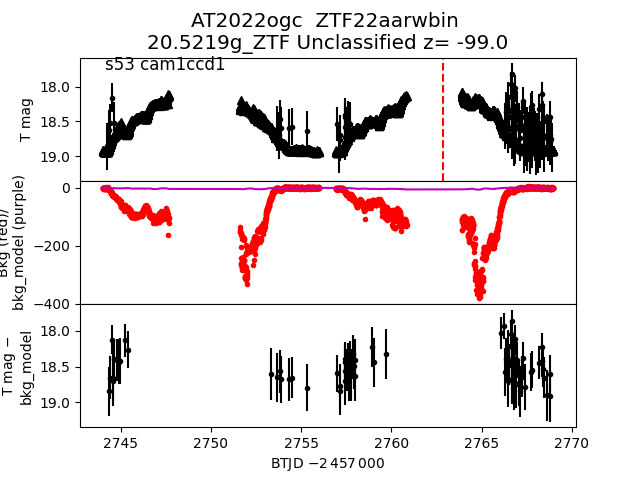 AT2022ogc ZTF22aarwbin
20.5219g_ZTF Unclassified z= -99.0
s53 cam1ccd1
T mag
18.0
18.5
19.0
Bkg (red)/
bkg_model (purple)
0
−200
−400
T mag −
bkg_model
18.0
18.5
19.0
2745 2750 2755 2760 2765 2770
BTJD −2 457 000